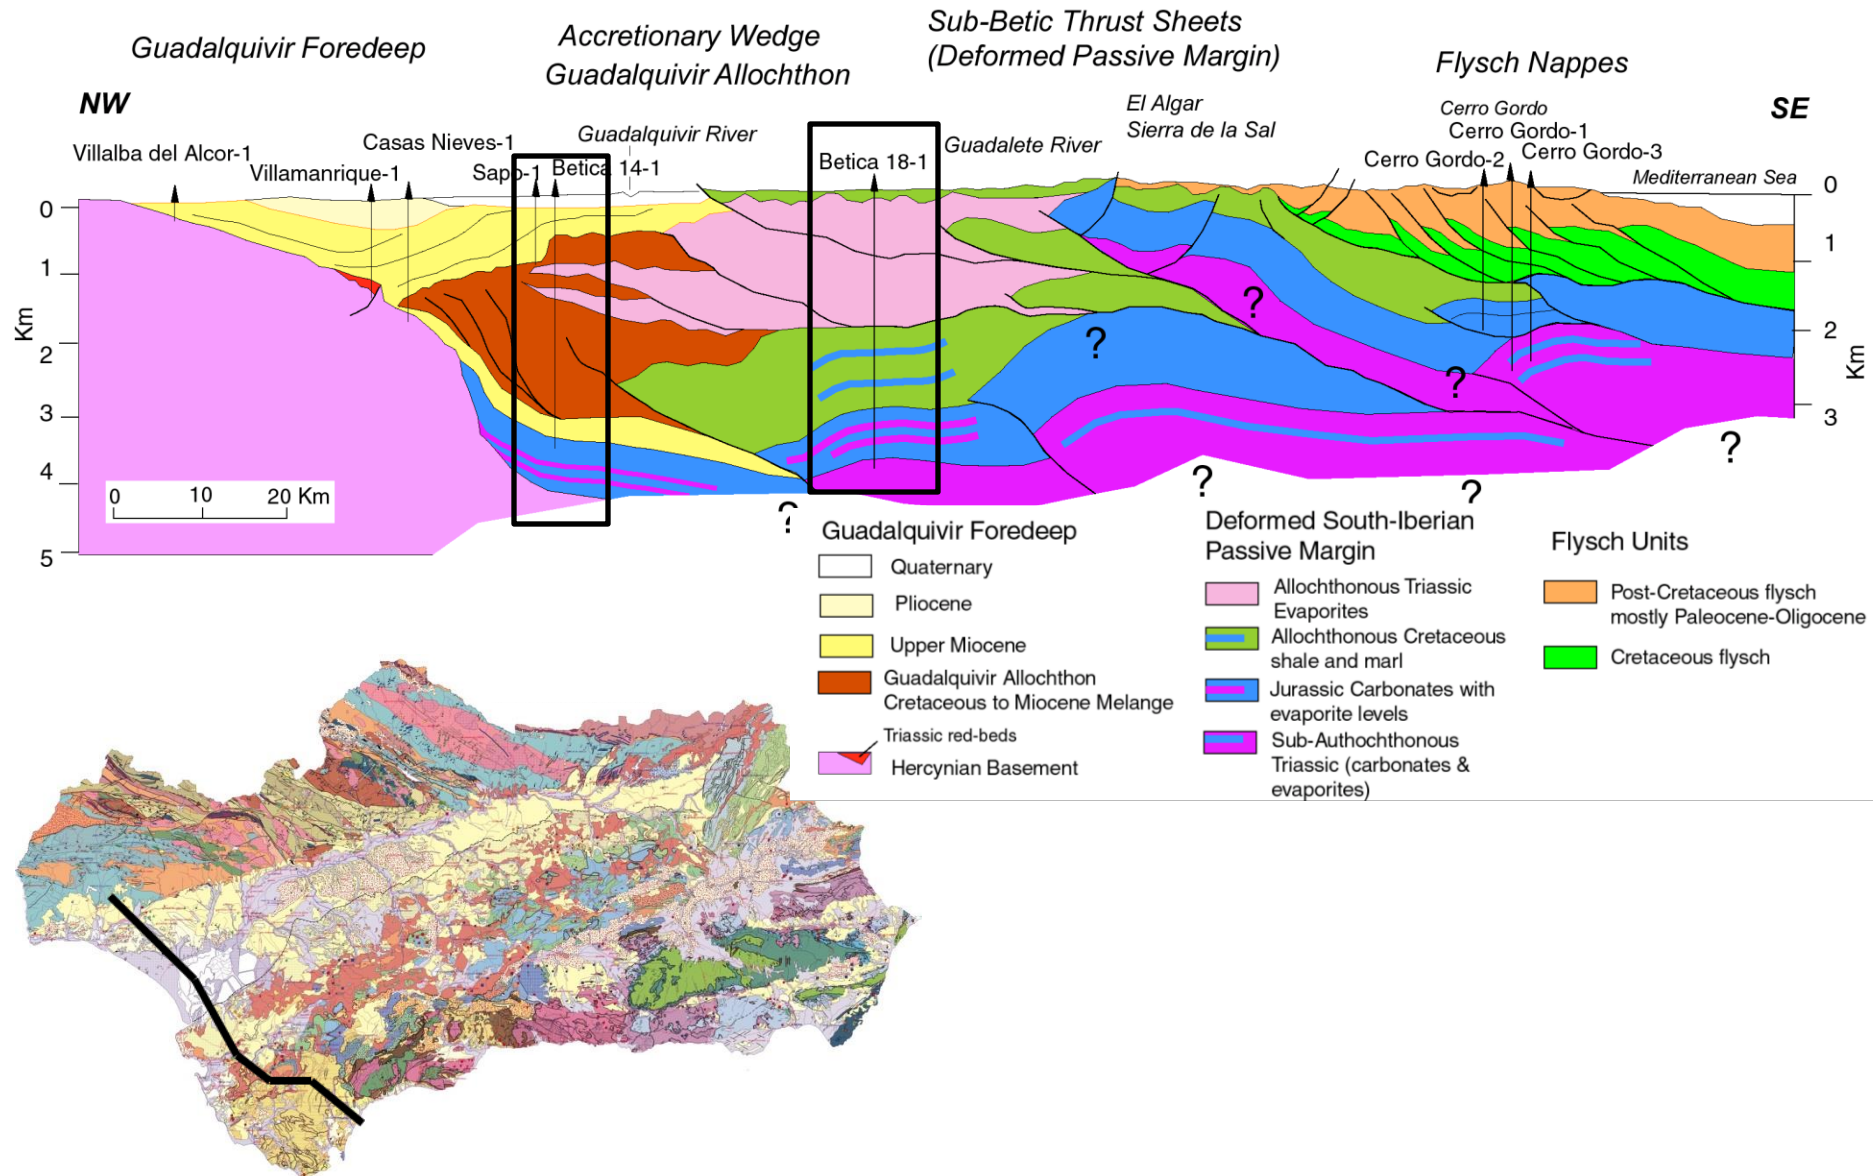 Guadalquivir Foredeep
Accretionary Wedge
Guadalquivir Allochthon
Sub-Betic Thrust Sheets
(Deformed Passive Margin)
Flysch Nappes
NW
SE
Villalba del Alcor-1
Villamanrique-1
Casas Nieves-1
Sapo-1
Betica 14-1
Guadalquivir River
Betica 18-1
Guadalete River
El Algar
Sierra de la Sal
Cerro Gordo
Cerro Gordo-1
Cerro Gordo-2
Cerro Gordo-3
Mediterranean Sea
0
1
2
3
4
5
Km
0
1
2
3
Km
?
?
?
?
?
?
?
0 10 20 Km
Guadalquivir Foredeep
Quaternary
Pliocene
Upper Miocene
Guadalquivir Allochthon
Cretaceous to Miocene Melange
Triassic red-beds
Hercynian Basement
Deformed South-Iberian
Passive Margin
Allochthonous Triassic
Evaporites
Allochthonous Cretaceous
shale and marl
Jurassic Carbonates with
evaporite levels
Sub-Authochthonous
Triassic (carbonates &
evaporites)
Flysch Units
Post-Cretaceous flysch
mostly Paleocene-Oligocene
Cretaceous flysch